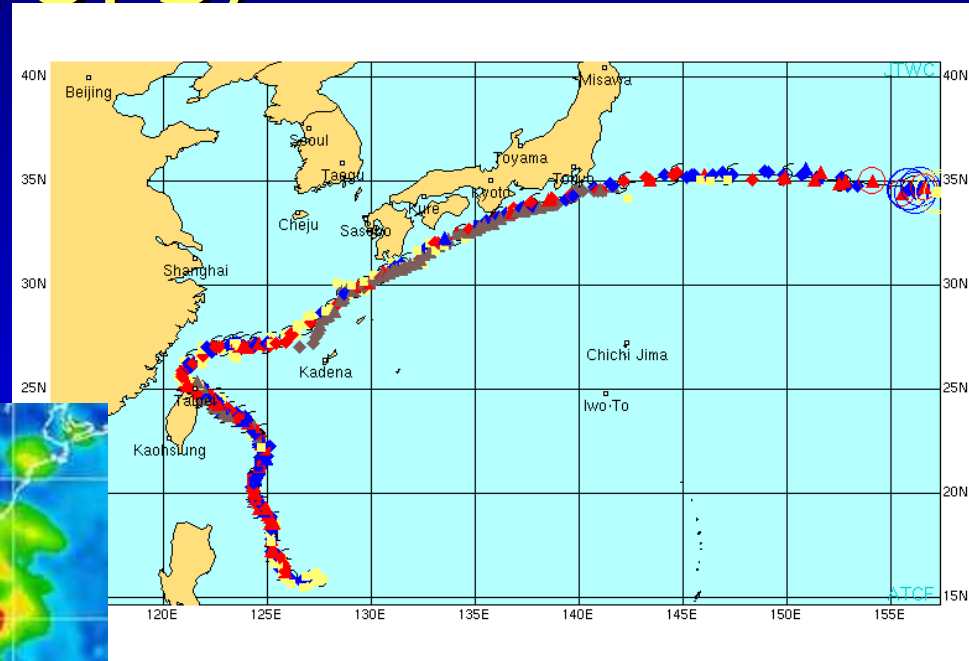 JTWC
40N 40N
Misawa
Beijing
Seoul
Toyama
Taegu
Tokyo
35N 35N
Kyoto
Kure
Cheju
Sasebo
Shanghai
30N 30N
Chichi Jima
Kadena
25N 25N
Taipei
Iwo-To
Kaohsiung
20N 20N
ATCF
15N
120E 125E 130E 135E 140E 145E 150E 155E